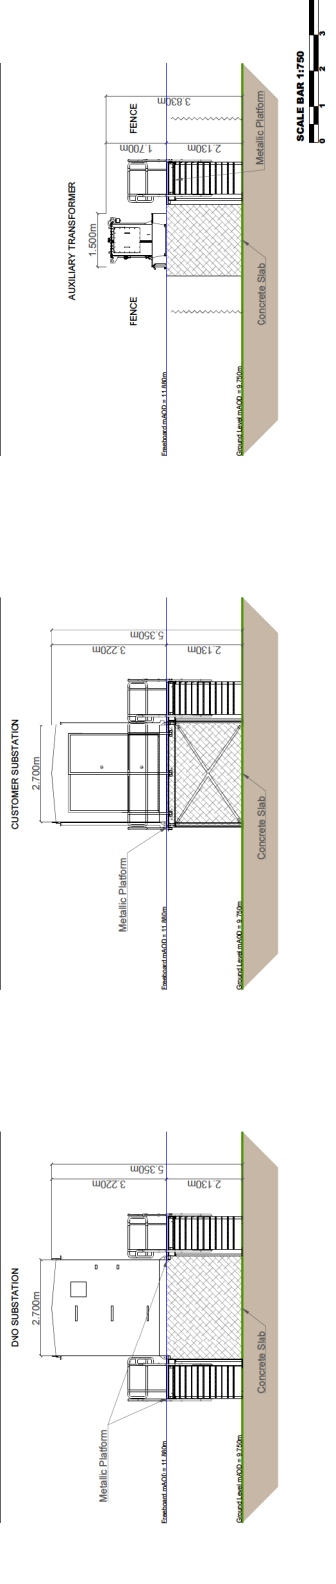 DNO SUBSTATION
2.700m
5.350m
3.220m
2.130m
Metallic Platform
Freeboard mAOD = 11.880m
Ground Level mAOD = 9.750m
Concrete Slab
CUSTOMER SUBSTATION
2.700m
5.350m
3.220m
2.130m
Metallic Platform
Freeboard mAOD = 11.880m
Ground Level mAOD = 9.750m
Concrete Slab
AUXILIARY TRANSFORMER
1.500m
FENCE
FENCE
3.830m
1.700m
2.130m
Metallic Platform
Freeboard mAOD = 11.880m
Ground Level mAOD = 9.750m
Concrete Slab
SCALE BAR 1:750
0 1 2 3